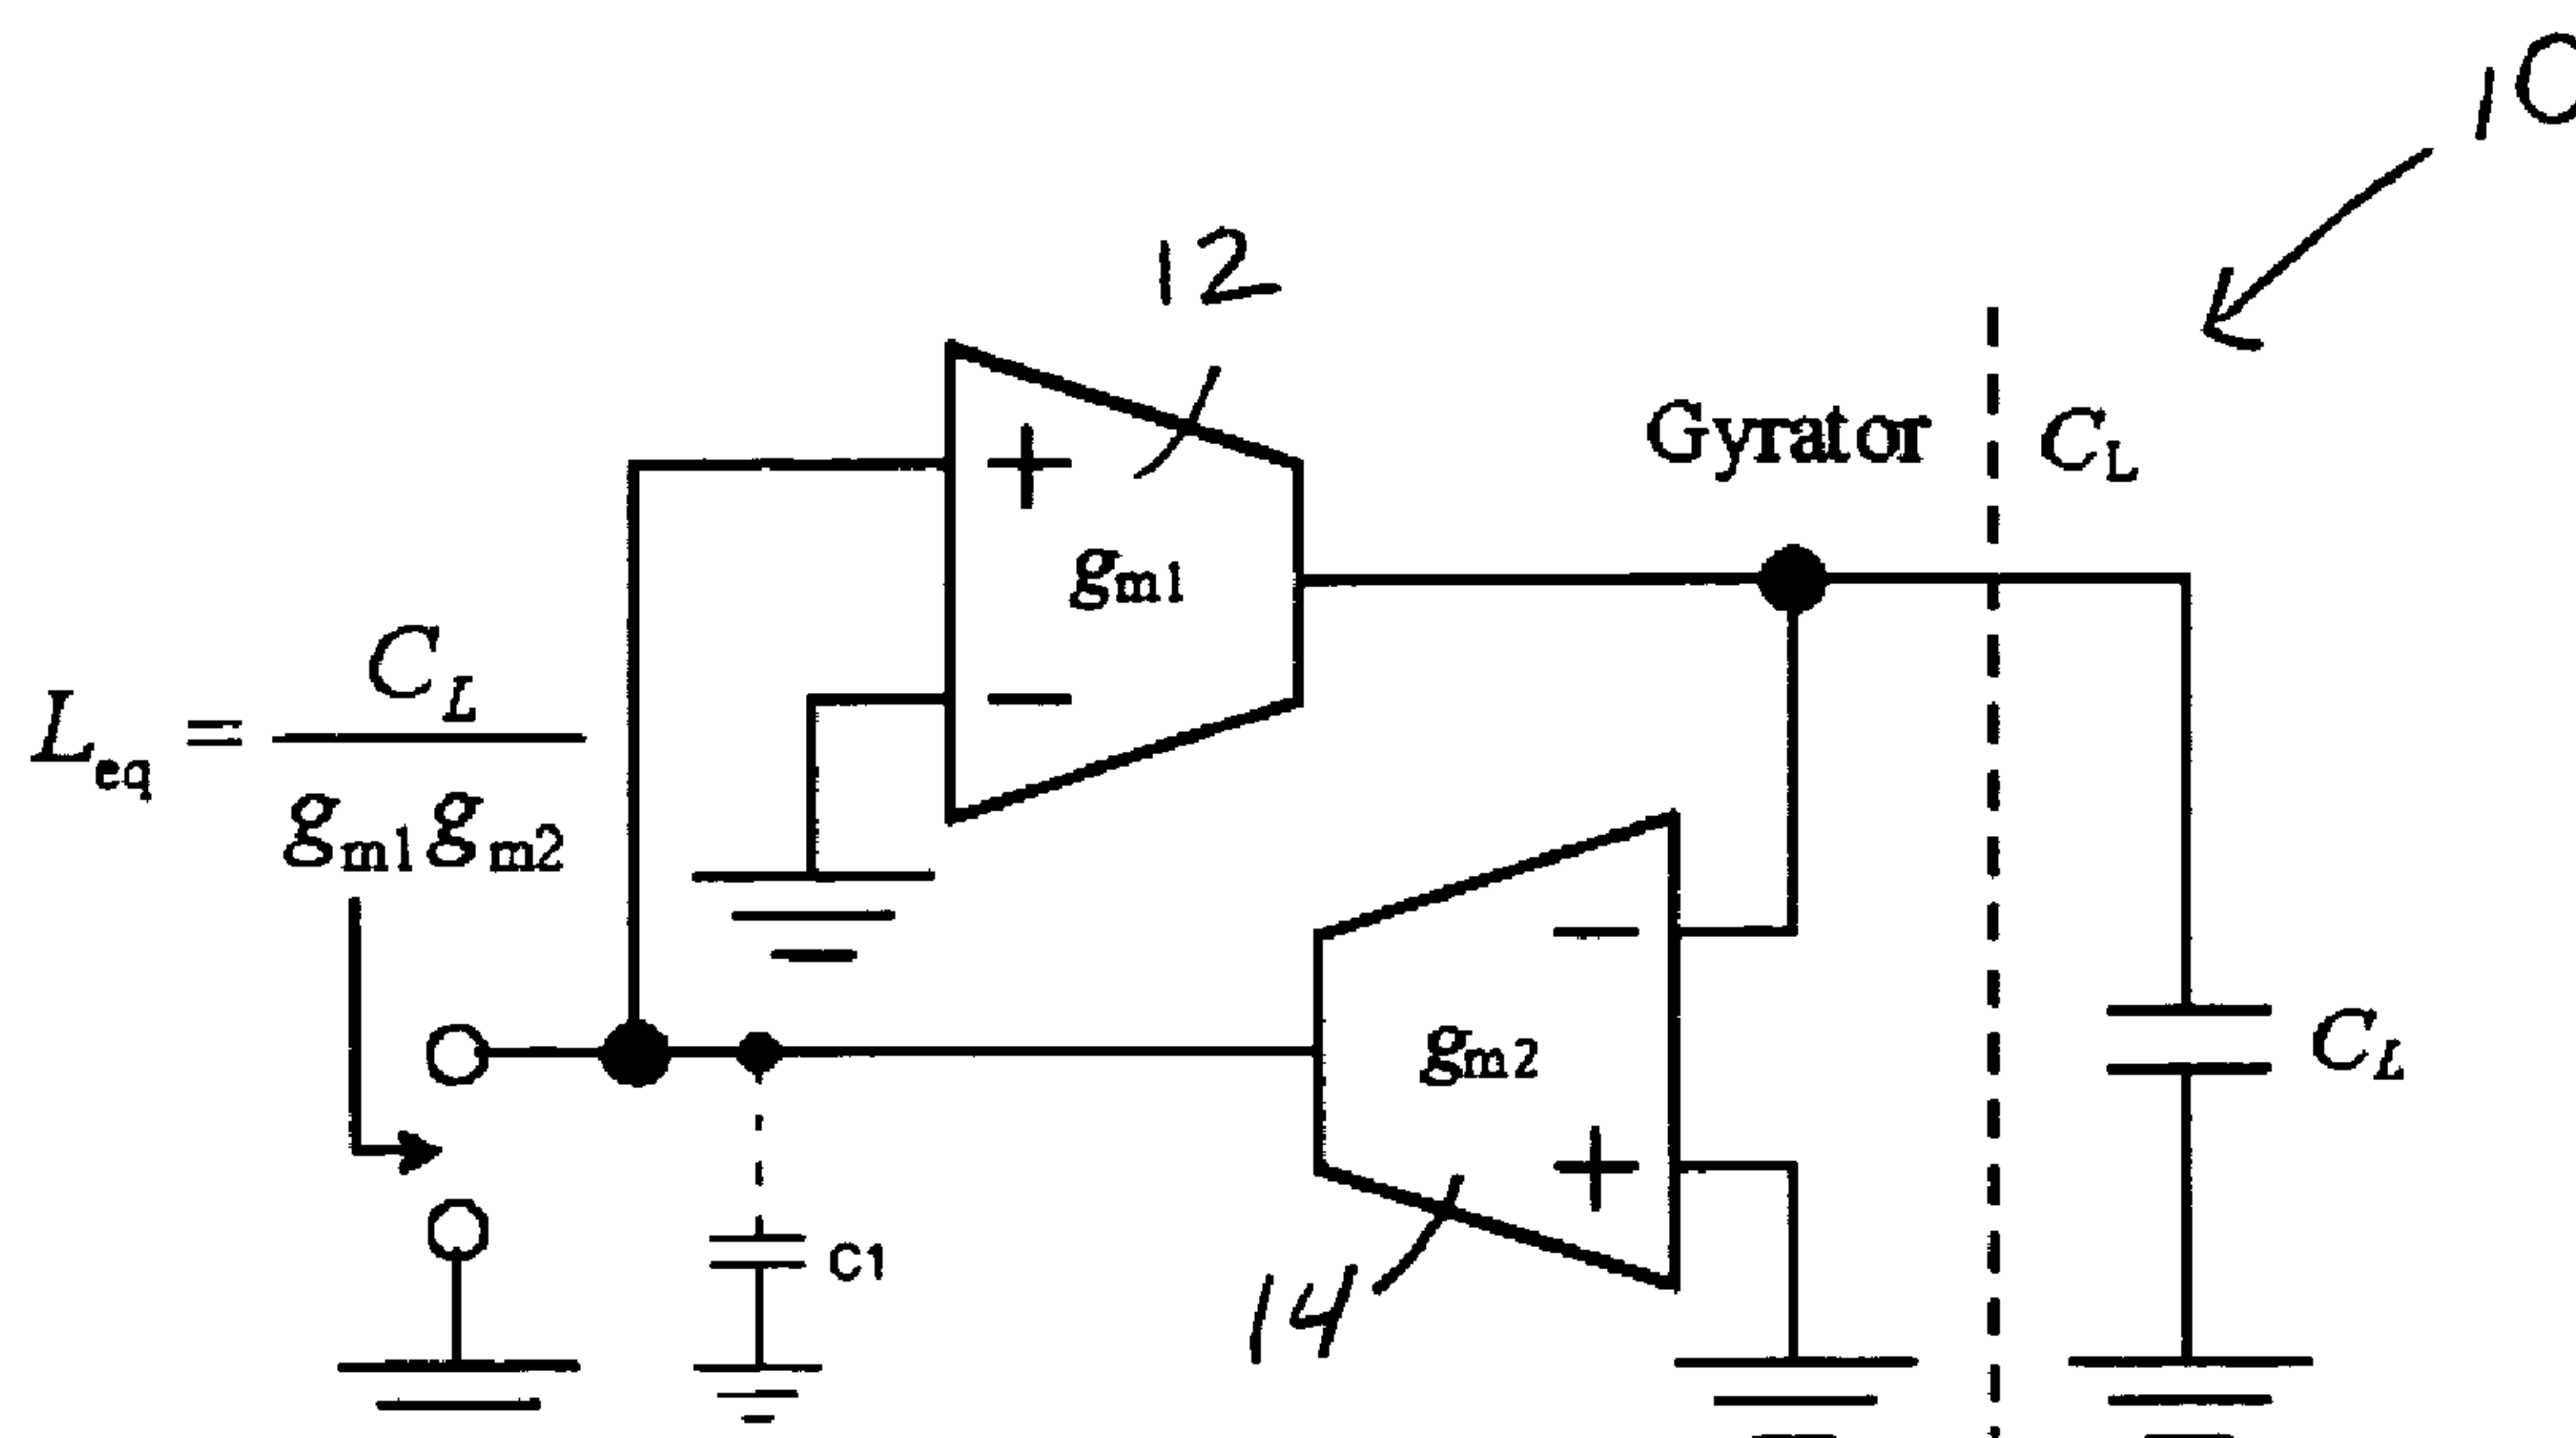 10
12
Gyrator
C_L
+
g_m1
−
L_eq = C_L / g_m1 g_m2
−
g_m2
+
C_L
C1
14